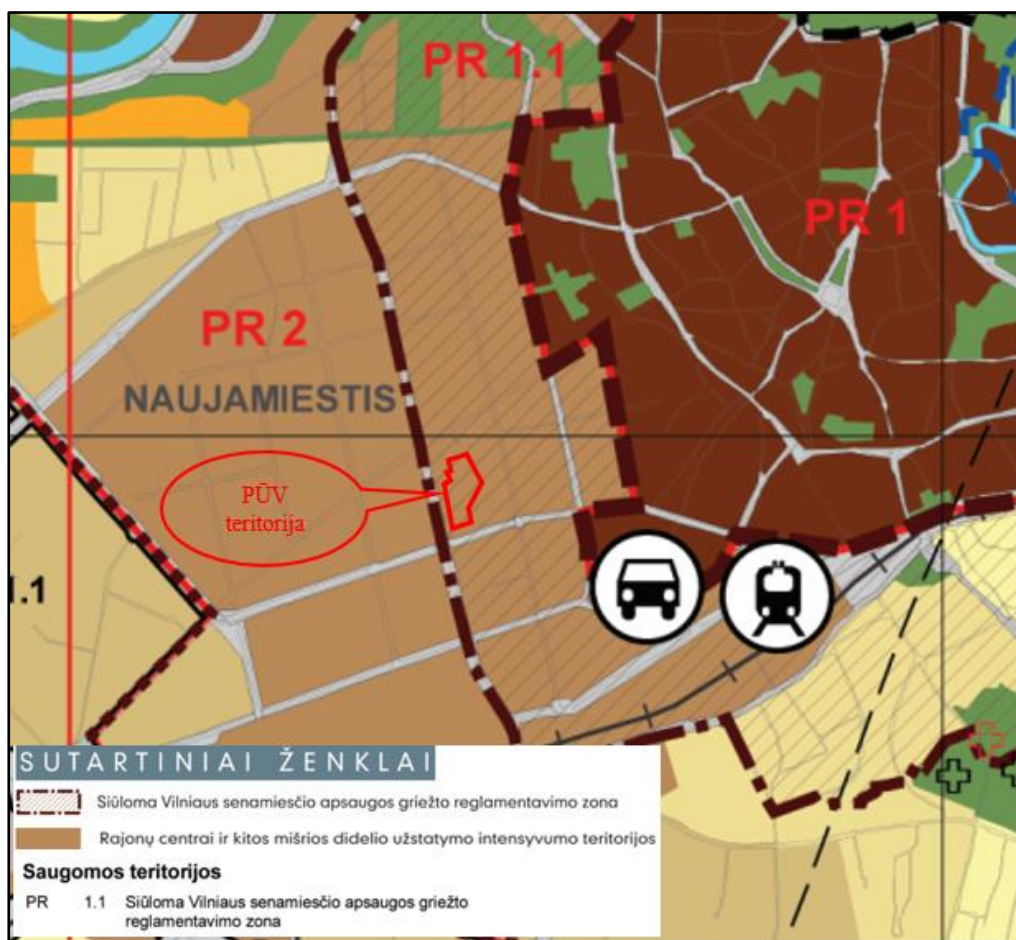 PR 1.1
PR 1
PR 2
NAUJAMIESTIS
PŪV
teritorija
1.1
SUTARTINIAI ŽENKLAI
Siūloma Vilniaus senamiesčio apsaugos griežto reglamentavimo zona
Rajonų centrai ir kitos mišrios didelio užstatymo intensyvumo teritorijos
Saugomos teritorijos
PR 1.1 Siūloma Vilniaus senamiesčio apsaugos griežto
reglamentavimo zona